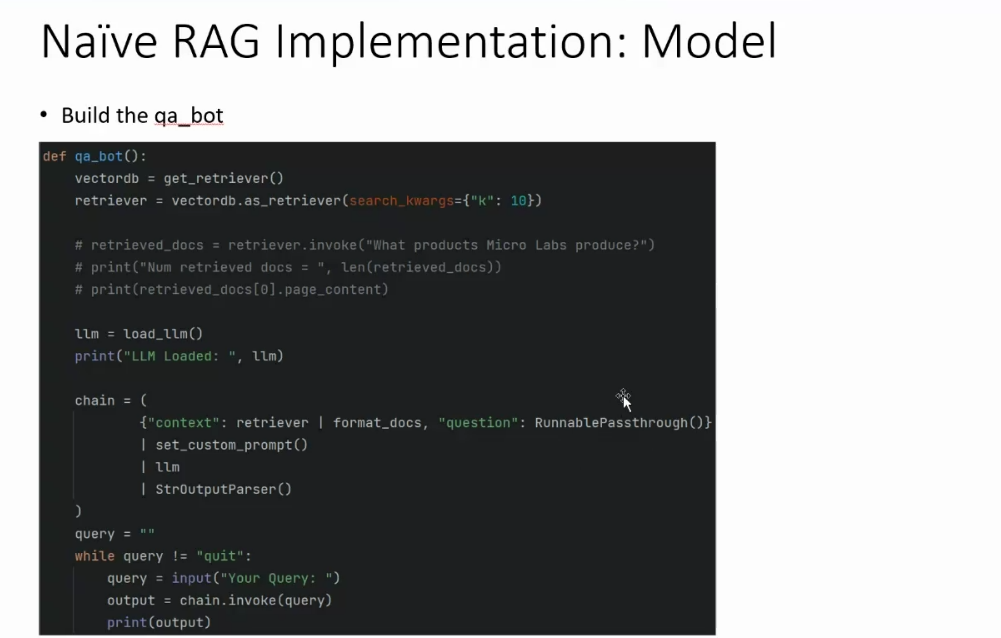 Naïve RAG Implementation: Model
• Build the qa_bot
def qa_bot():
    vectordb = get_retriever()
    retriever = vectordb.as_retriever(search_kwargs={"k": 10})
    # retrieved_docs = retriever.invoke("What products Micro Labs produce?")
    # print("Num retrieved docs = ", len(retrieved_docs))
    # print(retrieved_docs[0].page_content)
    llm = load_llm()
    print("LLM Loaded: ", llm)
    chain = (
            {"context": retriever | format_docs, "question": RunnablePassthrough()}
            | set_custom_prompt()
            | llm
            | StrOutputParser()
    )
    query = ""
    while query != "quit":
        query = input("Your Query: ")
        output = chain.invoke(query)
        print(output)